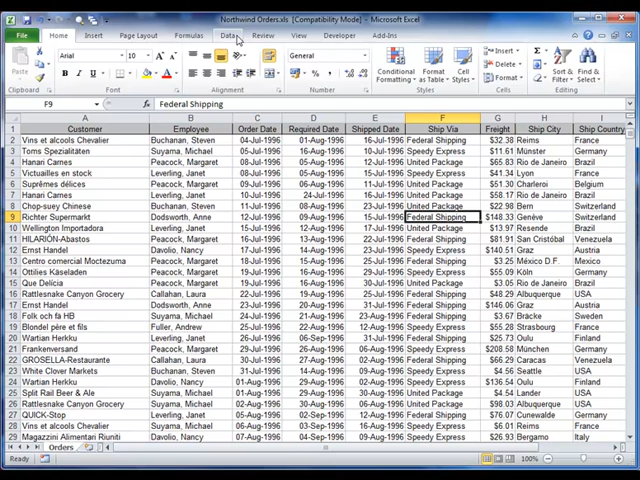 Northwind Orders.xls [Compatibility Mode] - Microsoft Excel
File Home Insert Page Layout Formulas Data Review View Developer Add-Ins
Arial 10 General Insert
Paste Conditional Formatting Format as Table Cell Styles Delete Sort & Filter Find & Select
Format
Clipboard Font Alignment Number Styles Cells Editing
F9 fx Federal Shipping
A B C D E F G H I
1 Customer Employee Order Date Required Date Shipped Date Ship Via Freight Ship City Ship Country
2 Vins et alcools Chevalier Buchanan, Steven 04-Jul-1996 01-Aug-1996 16-Jul-1996 Federal Shipping $32.38 Reims France
3 Toms Spezialitäten Suyama, Michael 05-Jul-1996 16-Aug-1996 10-Jul-1996 Speedy Express $11.61 Münster Germany
4 Hanari Carnes Peacock, Margaret 08-Jul-1996 05-Aug-1996 12-Jul-1996 United Package $65.83 Rio de Janeiro Brazil
5 Victuailles en stock Leverling, Janet 08-Jul-1996 05-Aug-1996 15-Jul-1996 Speedy Express $41.34 Lyon France
6 Suprêmes délices Peacock, Margaret 09-Jul-1996 06-Aug-1996 11-Jul-1996 United Package $51.30 Charleroi Belgium
7 Hanari Carnes Leverling, Janet 10-Jul-1996 24-Jul-1996 16-Jul-1996 United Package $58.17 Rio de Janeiro Brazil
8 Chop-suey Chinese Buchanan, Steven 11-Jul-1996 08-Aug-1996 23-Jul-1996 United Package $22.98 Bern Switzerland
9 Richter Supermarkt Dodsworth, Anne 12-Jul-1996 09-Aug-1996 15-Jul-1996 Federal Shipping $148.33 Genève Switzerland
10 Wellington Importadora Leverling, Janet 15-Jul-1996 12-Aug-1996 17-Jul-1996 United Package $13.97 Resende Brazil
11 HILARIÓN-Abastos Peacock, Margaret 16-Jul-1996 13-Aug-1996 22-Jul-1996 Federal Shipping $81.91 San Cristóbal Venezuela
12 Ernst Handel Davolio, Nancy 17-Jul-1996 14-Aug-1996 23-Jul-1996 Speedy Express $140.51 Graz Austria
13 Centro comercial Moctezuma Peacock, Margaret 18-Jul-1996 15-Aug-1996 25-Jul-1996 Federal Shipping $3.25 México D.F. Mexico
14 Ottilies Käseladen Peacock, Margaret 19-Jul-1996 16-Aug-1996 29-Jul-1996 Federal Shipping $55.09 Köln Germany
15 Que Delícia Peacock, Margaret 19-Jul-1996 16-Aug-1996 30-Jul-1996 United Package $3.05 Rio de Janeiro Brazil
16 Rattlesnake Canyon Grocery Callahan, Laura 22-Jul-1996 19-Aug-1996 25-Jul-1996 Federal Shipping $48.29 Albuquerque USA
17 Ernst Handel Dodsworth, Anne 23-Jul-1996 20-Aug-1996 31-Jul-1996 Federal Shipping $146.06 Graz Austria
18 Folk och fä HB Suyama, Michael 24-Jul-1996 21-Aug-1996 23-Aug-1996 Federal Shipping $3.67 Bräcke Sweden
19 Blondel père et fils Fuller, Andrew 25-Jul-1996 22-Aug-1996 12-Aug-1996 Speedy Express $55.28 Strasbourg France
20 Wartian Herkku Leverling, Janet 26-Jul-1996 06-Sep-1996 31-Jul-1996 Federal Shipping $25.73 Oulu Finland
21 Frankenversand Peacock, Margaret 29-Jul-1996 26-Aug-1996 06-Aug-1996 Speedy Express $208.58 München Germany
22 GROSELLA-Restaurante Callahan, Laura 30-Jul-1996 27-Aug-1996 02-Aug-1996 Federal Shipping $66.29 Caracas Venezuela
23 White Clover Markets Buchanan, Steven 31-Jul-1996 Speedy Express $4.56 Seattle USA
24 Wartian Herkku Davolio, Nancy 01-Aug-1996 Speedy Express $136.54 Oulu Finland
25 Split Rail Beer & Ale Suyama, Michael 01-Aug-1996 29-Aug-1996 30-Aug-1996 United Package $4.54 Lander USA
26 Rattlesnake Canyon Grocery Suyama, Michael 02-Aug-1996 30-Aug-1996 06-Aug-1996 United Package $98.03 Albuquerque USA
27 QUICK-Stop Leverling, Janet 05-Aug-1996 02-Sep-1996 12-Aug-1996 Federal Shipping $76.07 Cunewalde Germany
28 Vins et alcools Chevalier Davolio, Nancy 06-Aug-1996 03-Sep-1996 16-Aug-1996 Speedy Express $6.01 Reims France
29 Magazzini Alimentari Riuniti Davolio, Nancy 07-Aug-1996 04-Sep-1996 09-Aug-1996 Speedy Express $26.93 Bergamo Italy
Orders
Ready 100%